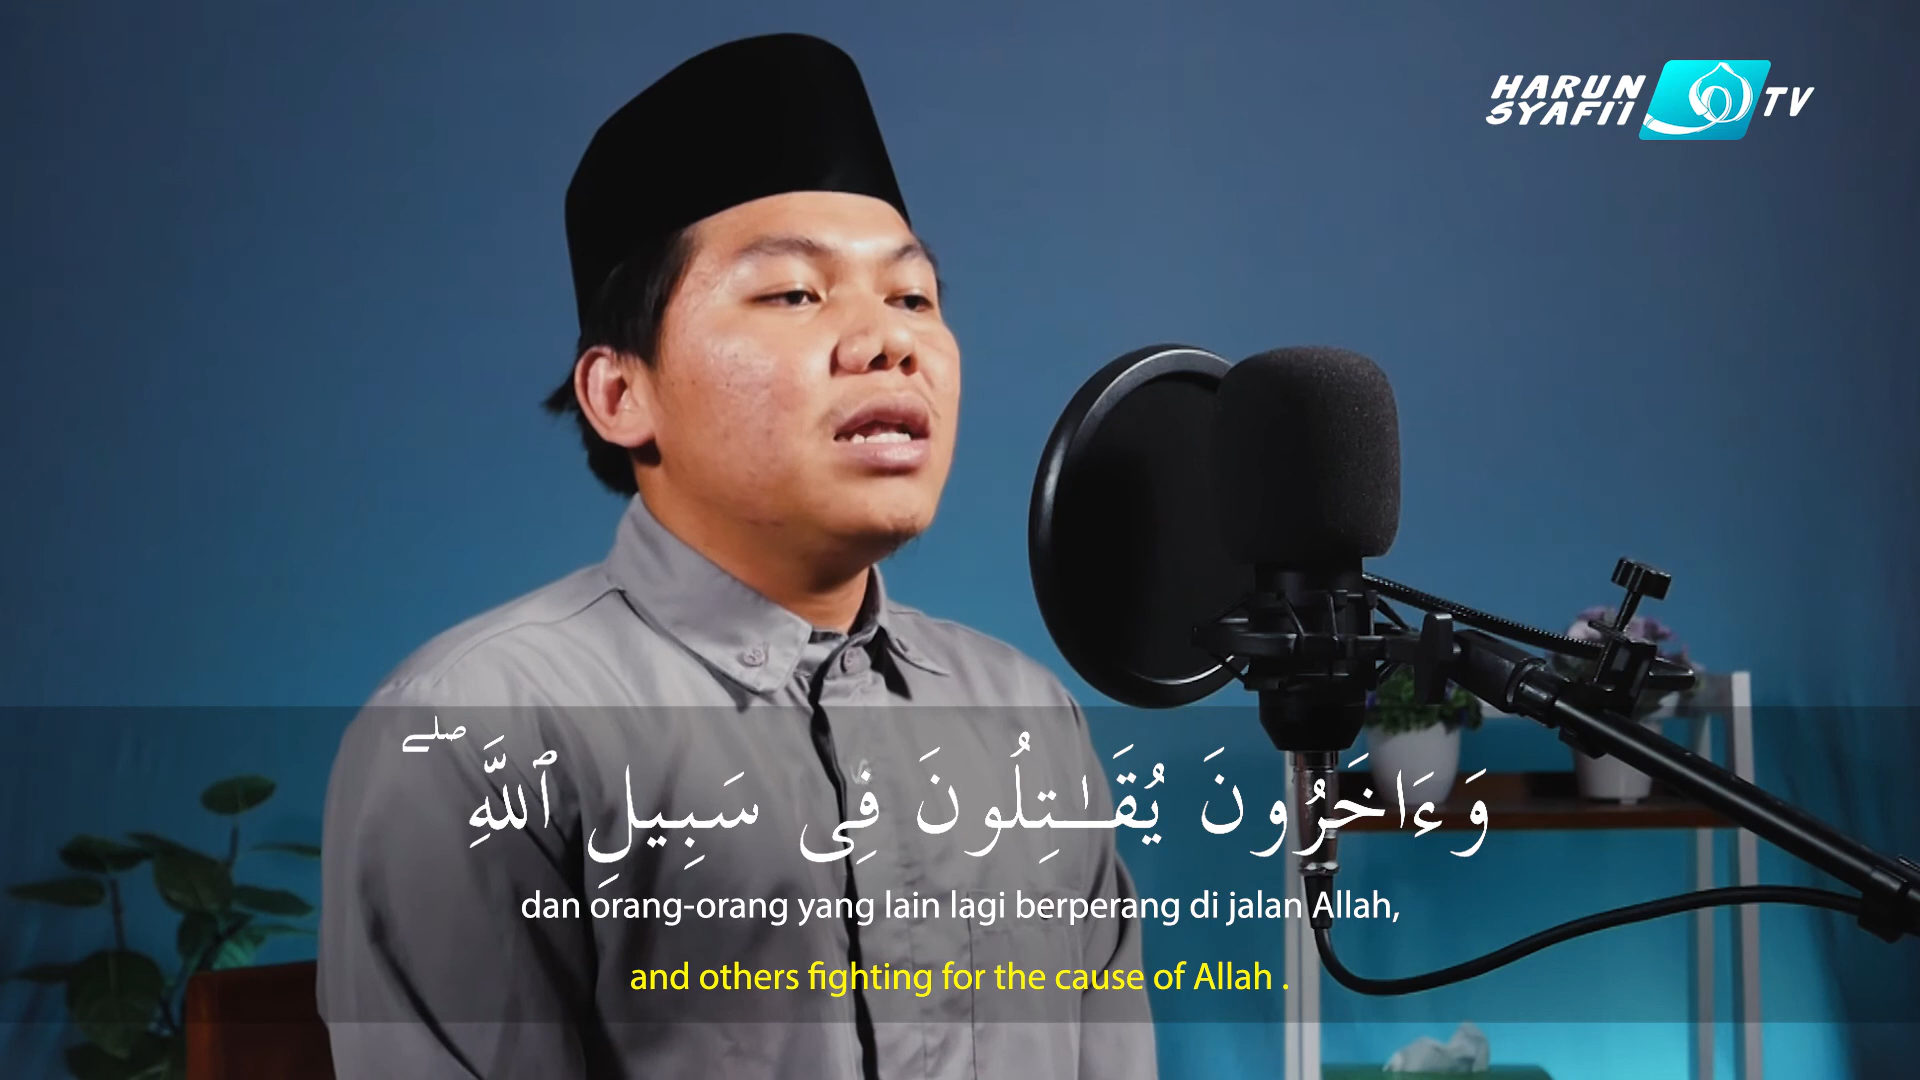 HARUN
SYAFI'I TV
وَءَاخَرُونَ يُقَـٰتِلُونَ فِى سَبِيلِ ٱللَّهِ ۖ
dan orang-orang yang lain lagi berperang di jalan Allah,
and others fighting for the cause of Allah .